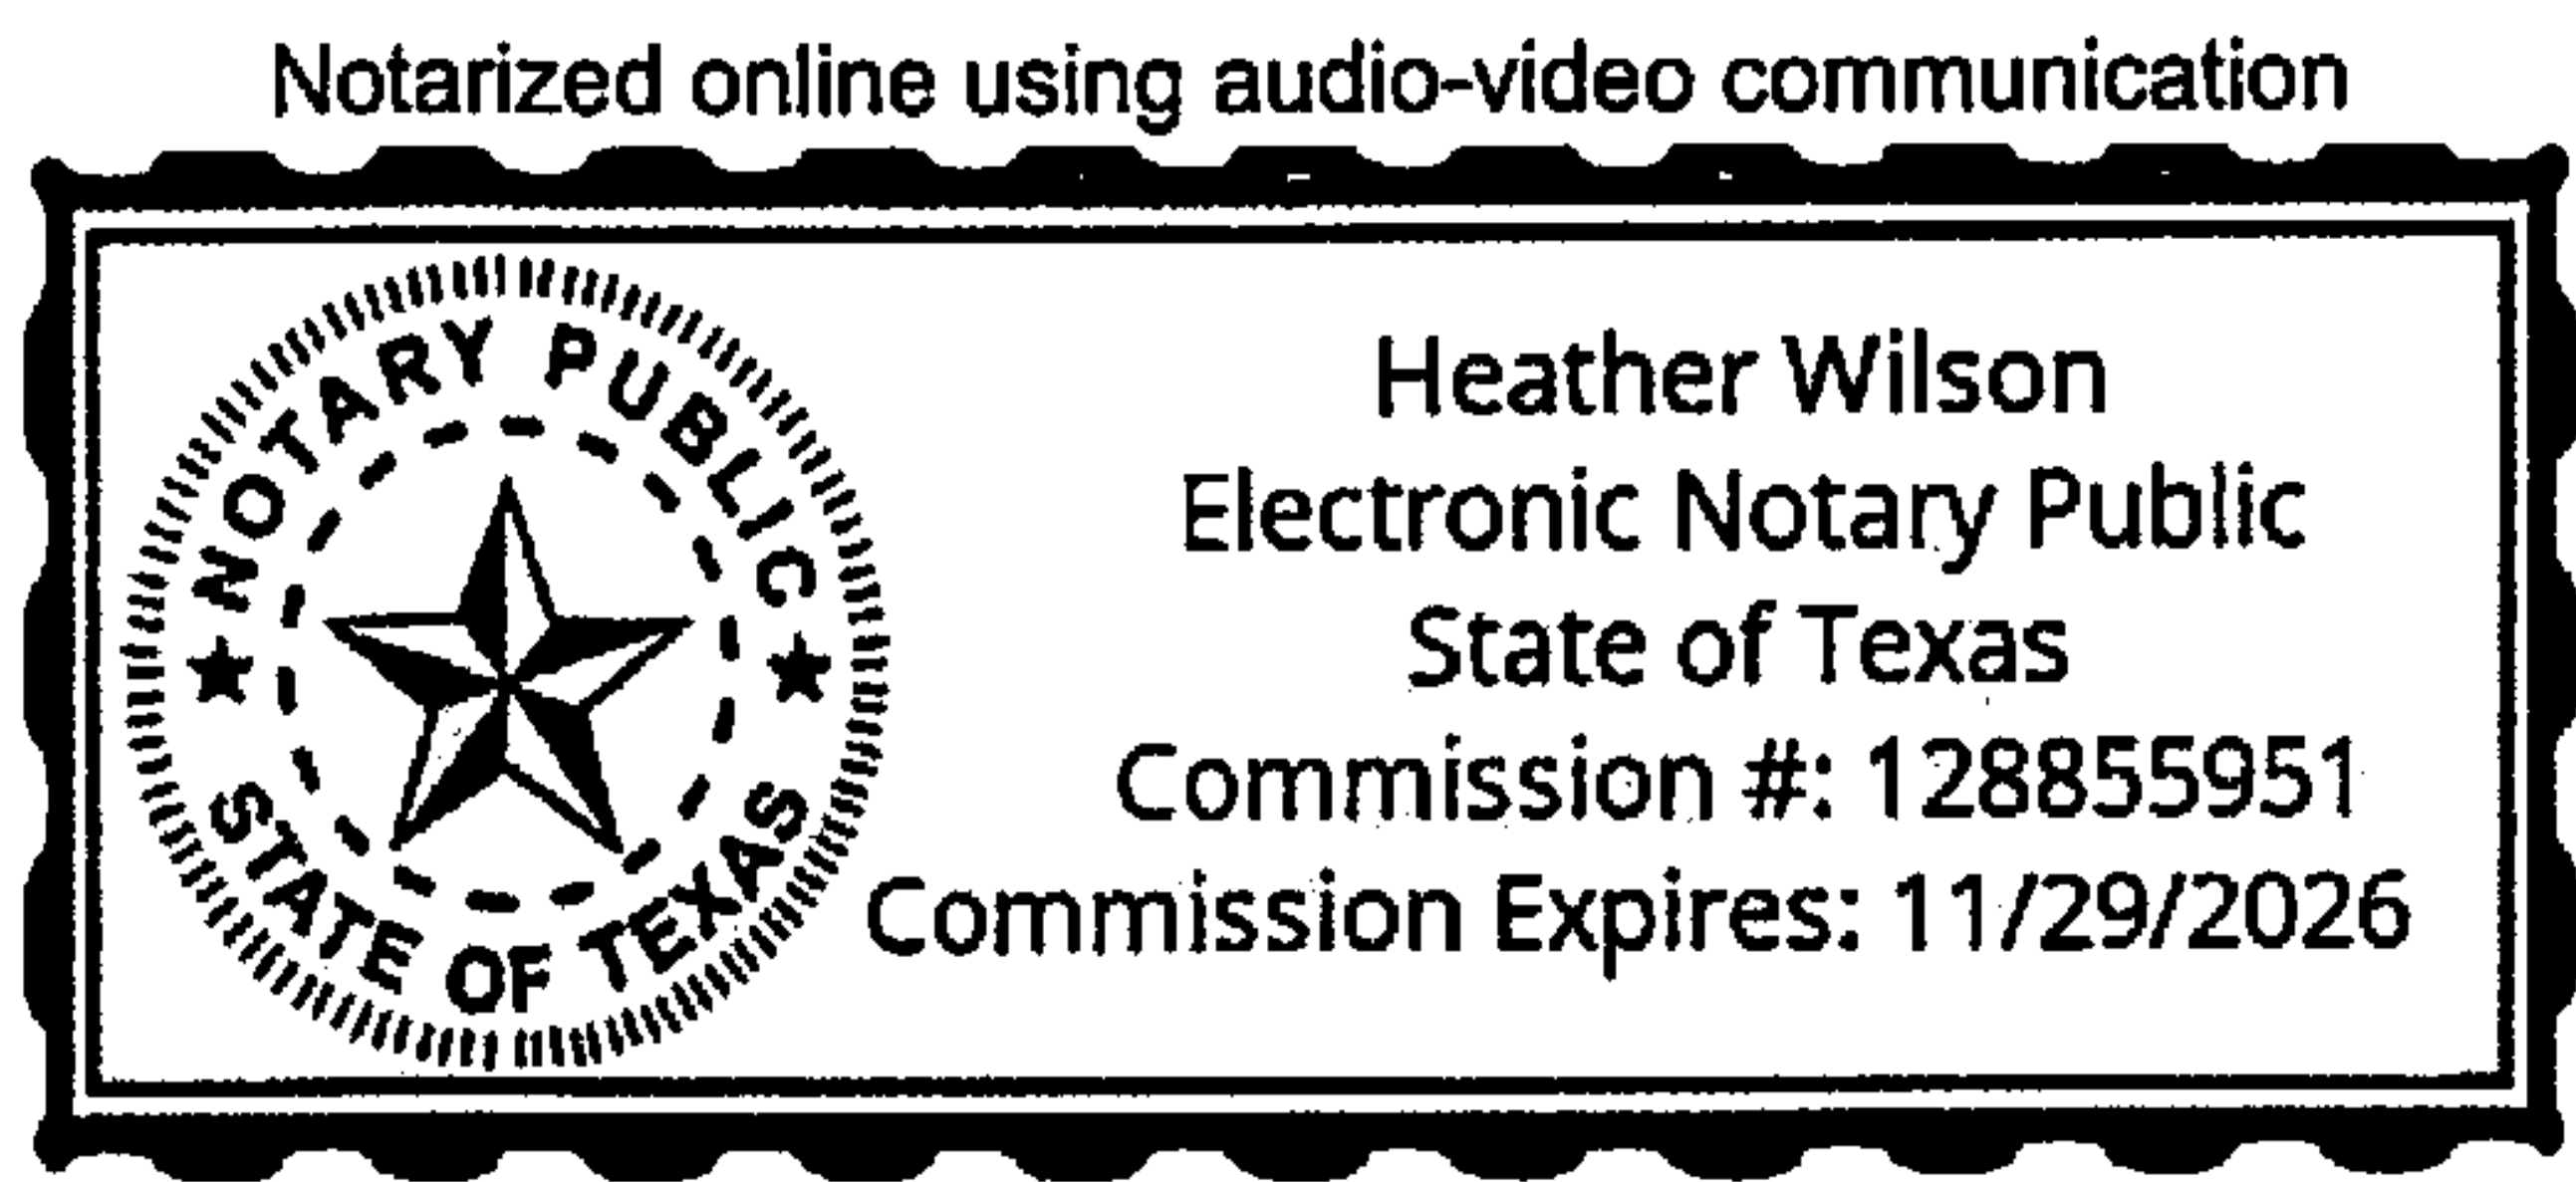 Notarized online using audio-video communication
NOTARY PUBLIC
STATE OF TEXAS
Heather Wilson
Electronic Notary Public
State of Texas
Commission #: 128855951
Commission Expires: 11/29/2026